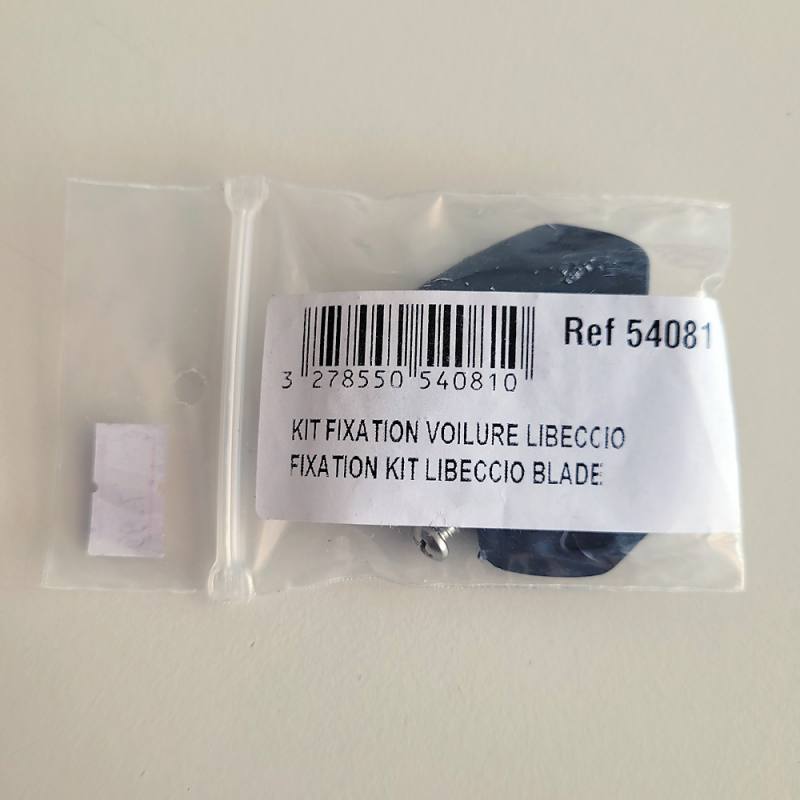 Ref 54081
3 278550 540810
KIT FIXATION VOILURE LIBECCIO
FIXATION KIT LIBECCIO BLADE